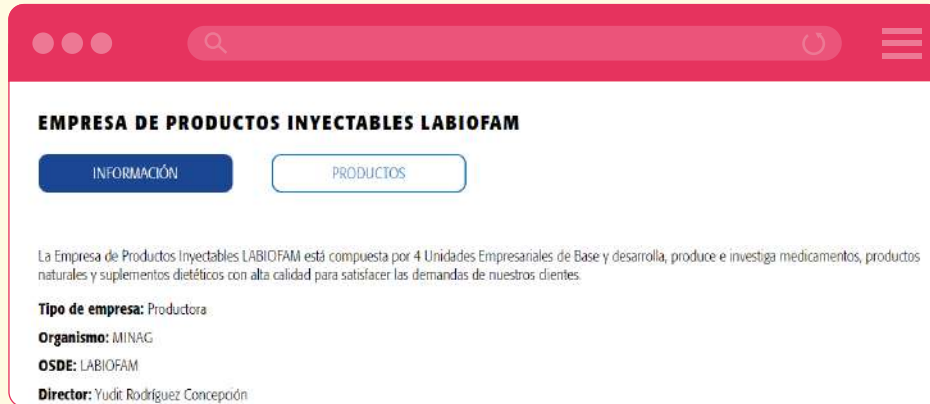 EMPRESA DE PRODUCTOS INYECTABLES LABIOFAM
INFORMACIÓN
PRODUCTOS
La Empresa de Productos Inyectables LABIOFAM está compuesta por 4 Unidades Empresariales de Base y desarrolla, produce e investiga medicamentos, productos
naturales y suplementos dietéticos con alta calidad para satisfacer las demandas de nuestros clientes.
Tipo de empresa: Productora
Organismo: MINAG
OSDE: LABIOFAM
Director: Yudit Rodríguez Concepción